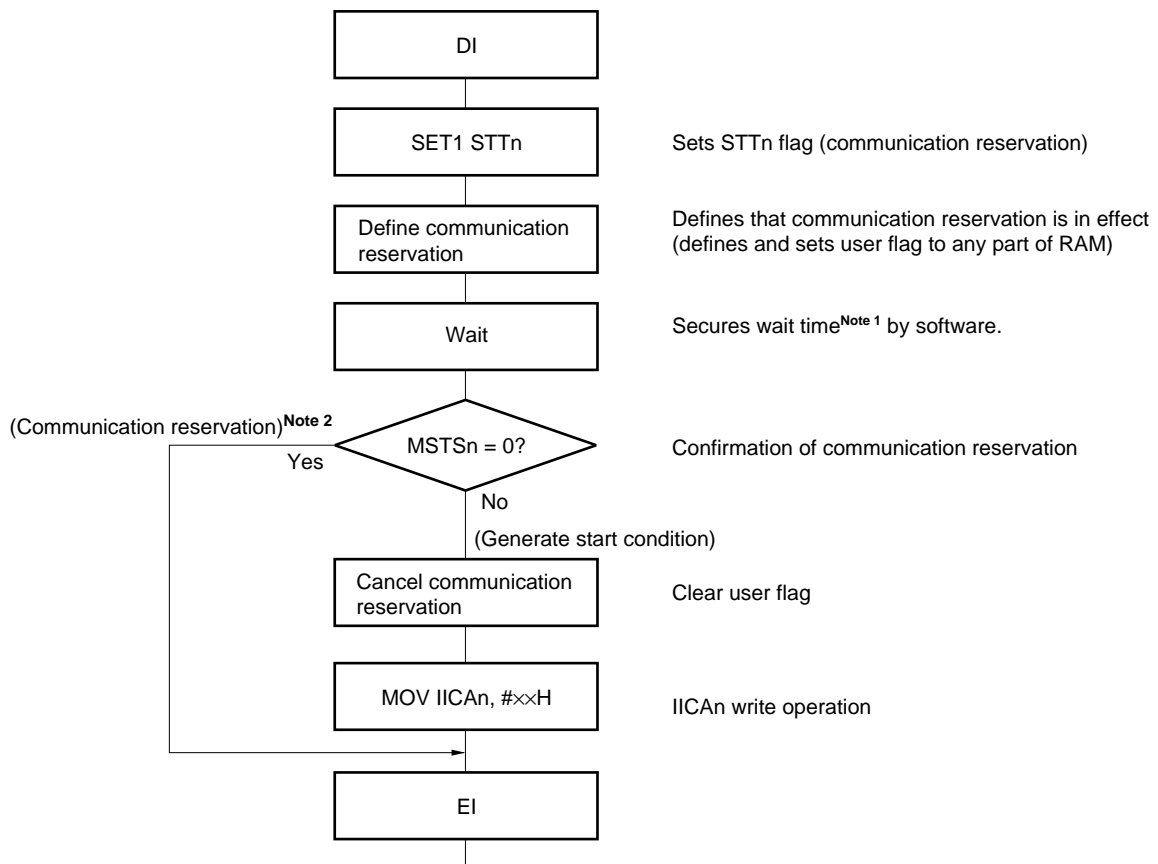 DI
SET1 STTn
Sets STTn flag (communication reservation)
Define communication
reservation
Defines that communication reservation is in effect
(defines and sets user flag to any part of RAM)
Wait
Secures wait timeNote 1 by software.
(Communication reservation)Note 2
Yes
MSTSn = 0?
Confirmation of communication reservation
No
(Generate start condition)
Cancel communication
reservation
Clear user flag
MOV IICAn, #××H
IICAn write operation
EI